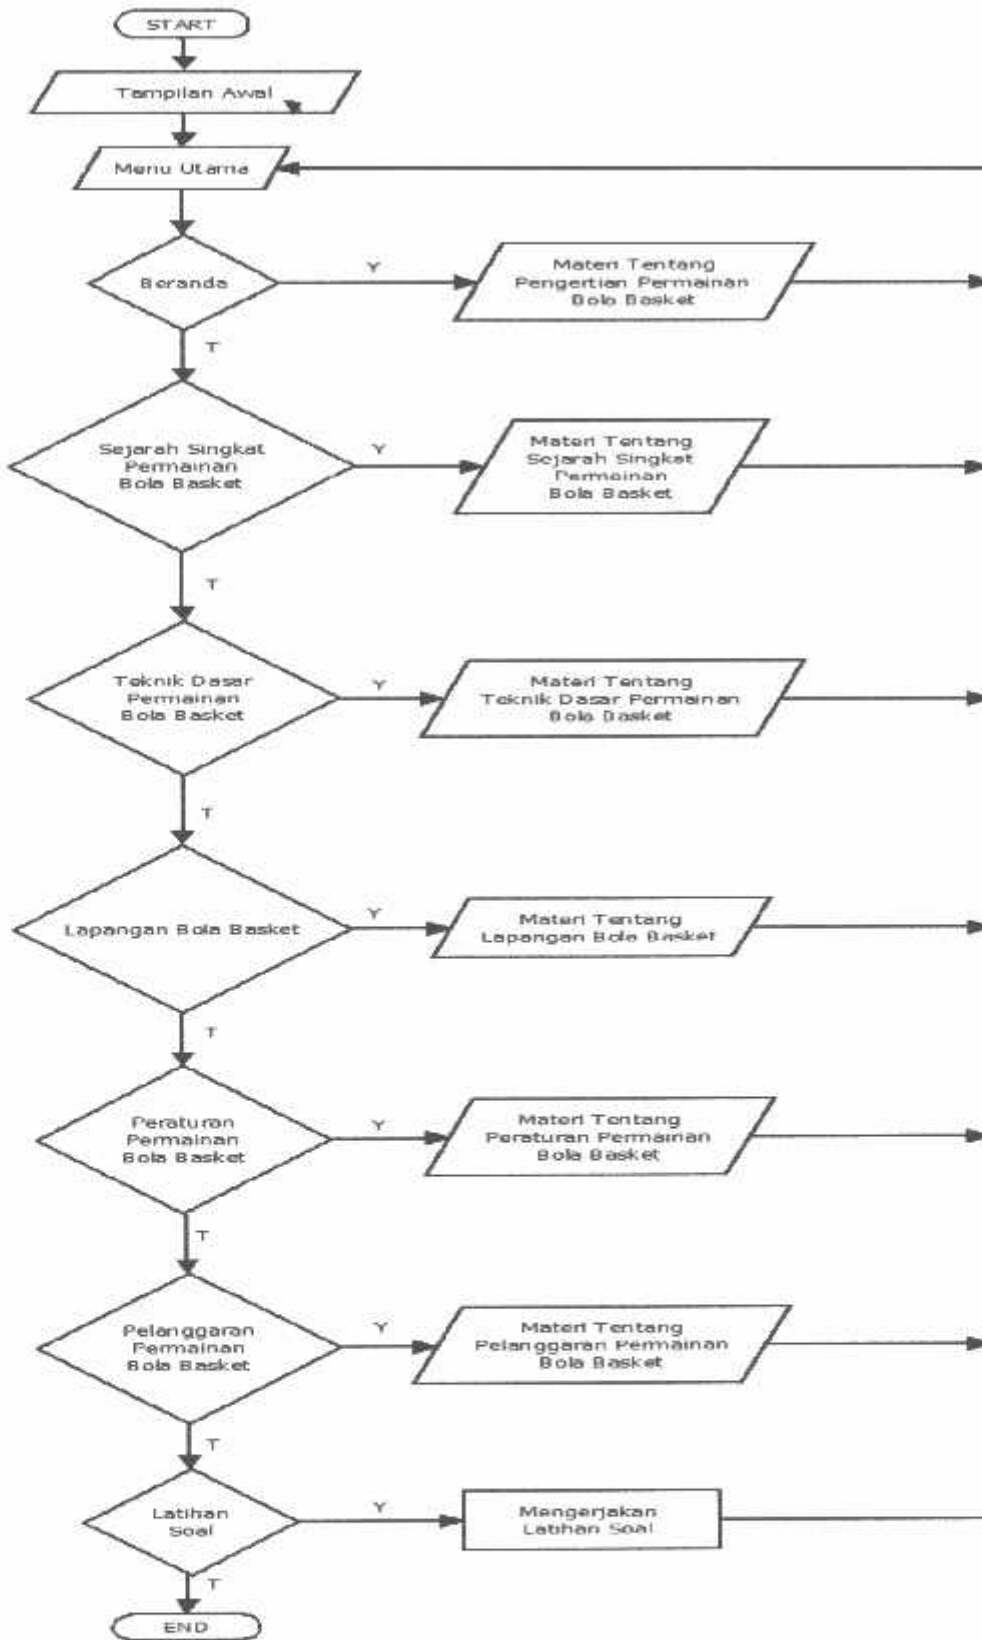 START
Tampilan Awal
Menu Utama
Beranda
Y
Materi Tentang
Pengertian Permainan
Bola Basket
T
Sejarah Singkat
Permainan
Bola Basket
Y
Materi Tentang
Sejarah Singkat
Permainan
Bola Basket
T
Teknik Dasar
Permainan
Bola Basket
Y
Materi Tentang
Teknik Dasar Permainan
Bola Basket
T
Lapangan Bola Basket
Y
Materi Tentang
Lapangan Bola Basket
T
Peraturan
Permainan
Bola Basket
Y
Materi Tentang
Peraturan Permainan
Bola Basket
T
Pelanggaran
Permainan
Bola Basket
Y
Materi Tentang
Pelanggaran Permainan
Bola Basket
T
Latihan
Soal
Y
Mengerjakan
Latihan Soal
T
END